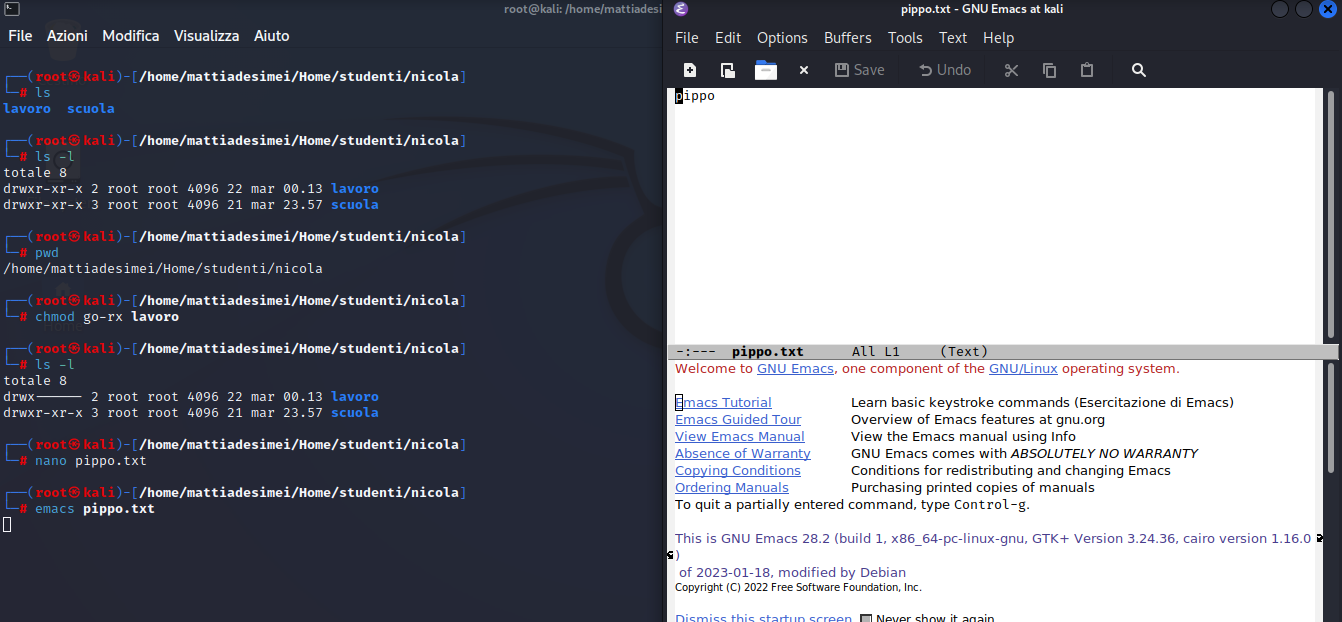 root@kali: /home/mattiadesimei
File Azioni Modifica Visualizza Aiuto
┌──(root㉿kali)-[/home/mattiadesimei/Home/studenti/nicola]
└─# ls
lavoro scuola
┌──(root㉿kali)-[/home/mattiadesimei/Home/studenti/nicola]
└─# ls -l
totale 8
drwxr-xr-x 2 root root 4096 22 mar 00.13 lavoro
drwxr-xr-x 3 root root 4096 21 mar 23.57 scuola
┌──(root㉿kali)-[/home/mattiadesimei/Home/studenti/nicola]
└─# pwd
/home/mattiadesimei/Home/studenti/nicola
┌──(root㉿kali)-[/home/mattiadesimei/Home/studenti/nicola]
└─# chmod go-rx lavoro
┌──(root㉿kali)-[/home/mattiadesimei/Home/studenti/nicola]
└─# ls -l
totale 8
drwx------ 2 root root 4096 22 mar 00.13 lavoro
drwxr-xr-x 3 root root 4096 21 mar 23.57 scuola
┌──(root㉿kali)-[/home/mattiadesimei/Home/studenti/nicola]
└─# nano pippo.txt
┌──(root㉿kali)-[/home/mattiadesimei/Home/studenti/nicola]
└─# emacs pippo.txt
pippo.txt - GNU Emacs at kali
File Edit Options Buffers Tools Text Help
Save Undo
pippo
-:--- pippo.txt All L1 (Text)
Welcome to GNU Emacs, one component of the GNU/Linux operating system.
Emacs Tutorial Learn basic keystroke commands (Esercitazione di Emacs)
Emacs Guided Tour Overview of Emacs features at gnu.org
View Emacs Manual View the Emacs manual using Info
Absence of Warranty GNU Emacs comes with ABSOLUTELY NO WARRANTY
Copying Conditions Conditions for redistributing and changing Emacs
Ordering Manuals Purchasing printed copies of manuals
To quit a partially entered command, type Control-g.
This is GNU Emacs 28.2 (build 1, x86_64-pc-linux-gnu, GTK+ Version 3.24.36, cairo version 1.16.0
)
of 2023-01-18, modified by Debian
Copyright (C) 2022 Free Software Foundation, Inc.
Dismiss this startup screen Never show it again